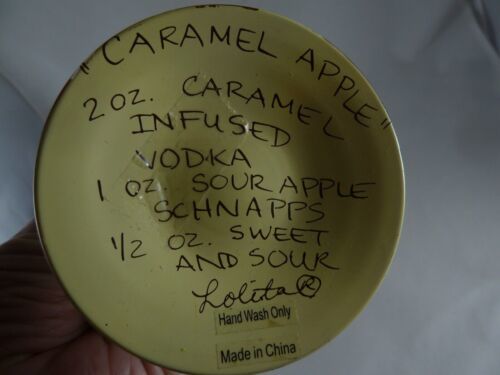 "CARAMEL APPLE"
2 OZ. CARAMEL
INFUSED
VODKA
1 OZ. SOUR APPLE
SCHNAPPS
1/2 OZ. SWEET
AND SOUR
Lolita®
Hand Wash Only
Made in China